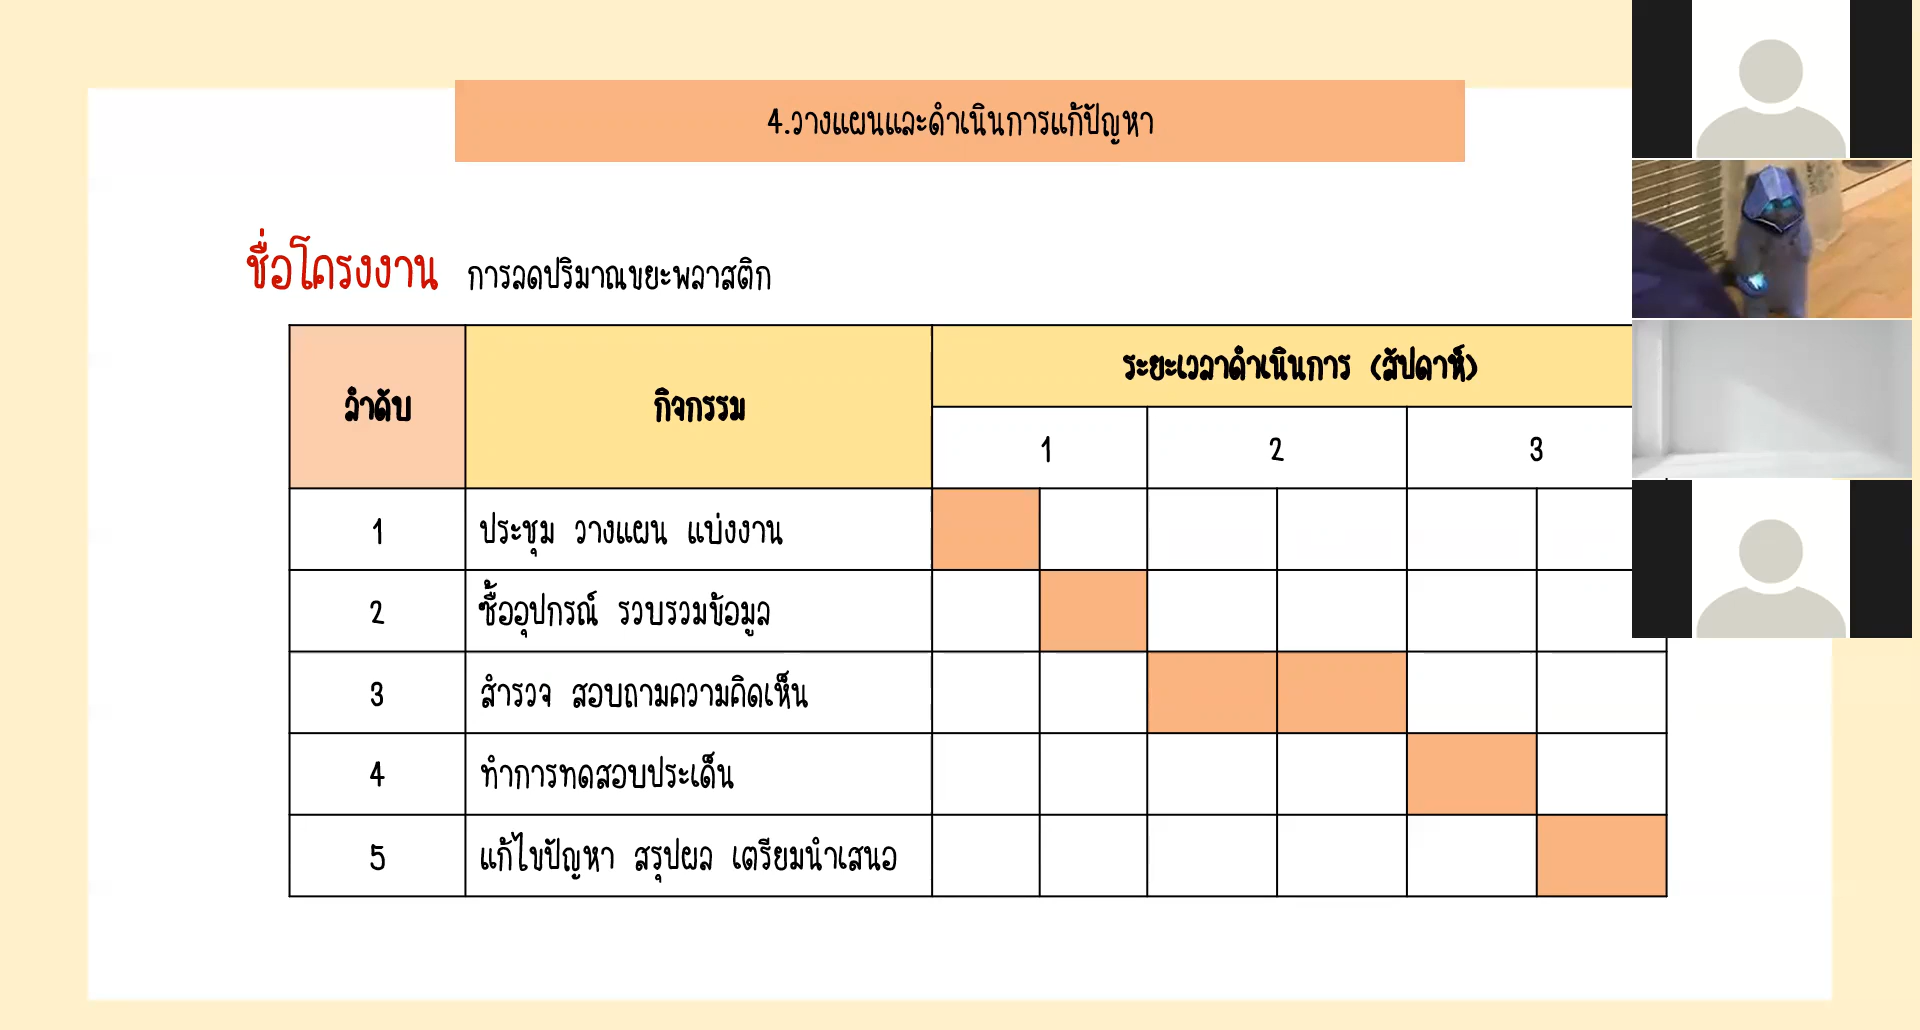 4.วางแผนและดำเนินการแก้ปัญหา
ชื่อโครงงาน การลดปริมาณขยะพลาสติก
ลำดับ กิจกรรม ระยะเวลาดำเนินการ (สัปดาห์)
1 2 3
1 ประชุม วางแผน แบ่งงาน
2 ซื้ออุปกรณ์ รวบรวมข้อมูล
3 สำรวจ สอบถามความคิดเห็น
4 ทำการทดสอบประเด็น
5 แก้ไขปัญหา สรุปผล เตรียมนำเสนอ